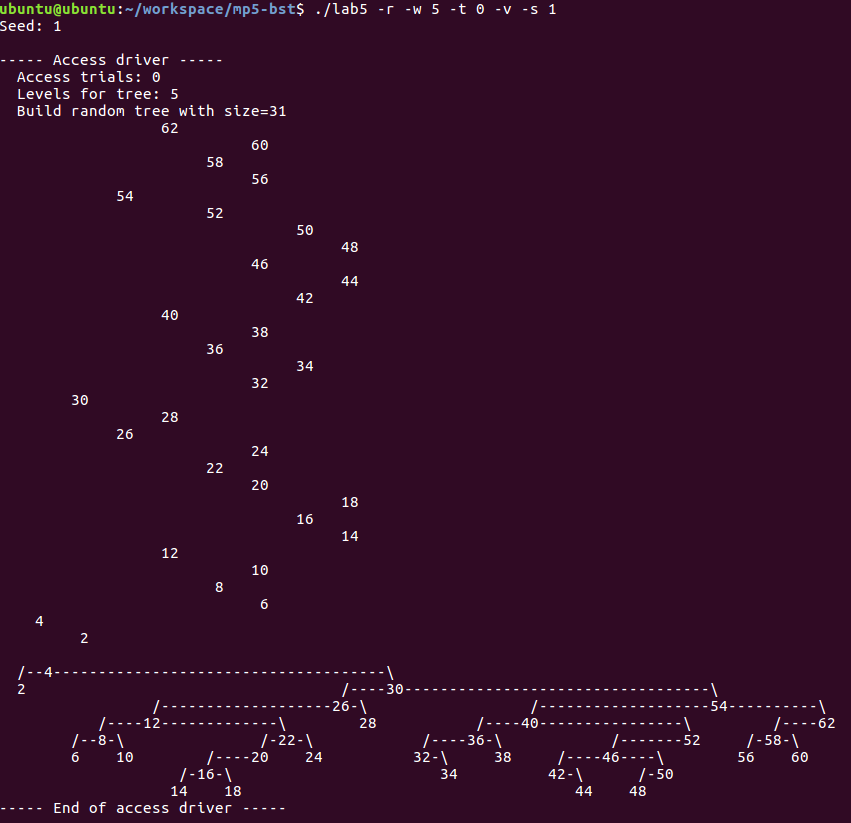 ubuntu@ubuntu:~/workspace/mp5-bst$ ./lab5 -r -w 5 -t 0 -v -s 1
Seed: 1

----- Access driver -----
  Access trials: 0
  Levels for tree: 5
  Build random tree with size=31
                  62
                            60
                       58
                            56
             54
                       52
                                 50
                                      48
                            46
                                      44
                                 42
                  40
                            38
                       36
                                 34
                            32
        30
                  28
             26
                            24
                       22
                            20
                                      18
                                 16
                                      14
                  12
                            10
                        8
                             6
    4
         2

  /--4-------------------------------------\
  2                                   /----30----------------------------------\
                 /-------------------26-\                  /-------------------54----------\
           /----12-------------\        28           /----40----------------\         /----62
        /--8-\               /-22-\            /----36-\            /--------52     /-58-\
        6    10        /----20    24          32-\     38     /----46----\        56    60
                    /-16-\                       34          42-\      /-50
                   14    18                                     44    48
----- End of access driver -----